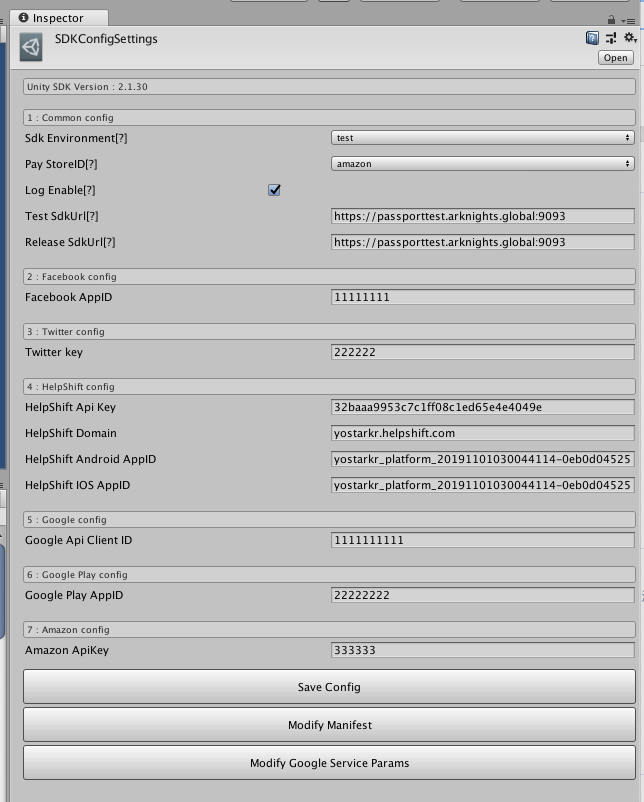 Inspector
SDKConfigSettings
Open
Unity SDK Version : 2.1.30
1 : Common config
Sdk Environment[?] test
Pay StoreID[?] amazon
Log Enable[?]
Test SdkUrl[?] https://passporttest.arknights.global:9093
Release SdkUrl[?] https://passporttest.arknights.global:9093
2 : Facebook config
Facebook AppID 11111111
3 : Twitter config
Twitter key 222222
4 : HelpShift config
HelpShift Api Key 32baaa9953c7c1ff08c1ed65e4e4049e
HelpShift Domain yostarkr.helpshift.com
HelpShift Android AppID yostarkr_platform_20191101030044114-0eb0d04525
HelpShift IOS AppID yostarkr_platform_20191101030044114-0eb0d04525
5 : Google config
Google Api Client ID 1111111111
6 : Google Play config
Google Play AppID 22222222
7 : Amazon config
Amazon ApiKey 333333
Save Config
Modify Manifest
Modify Google Service Params